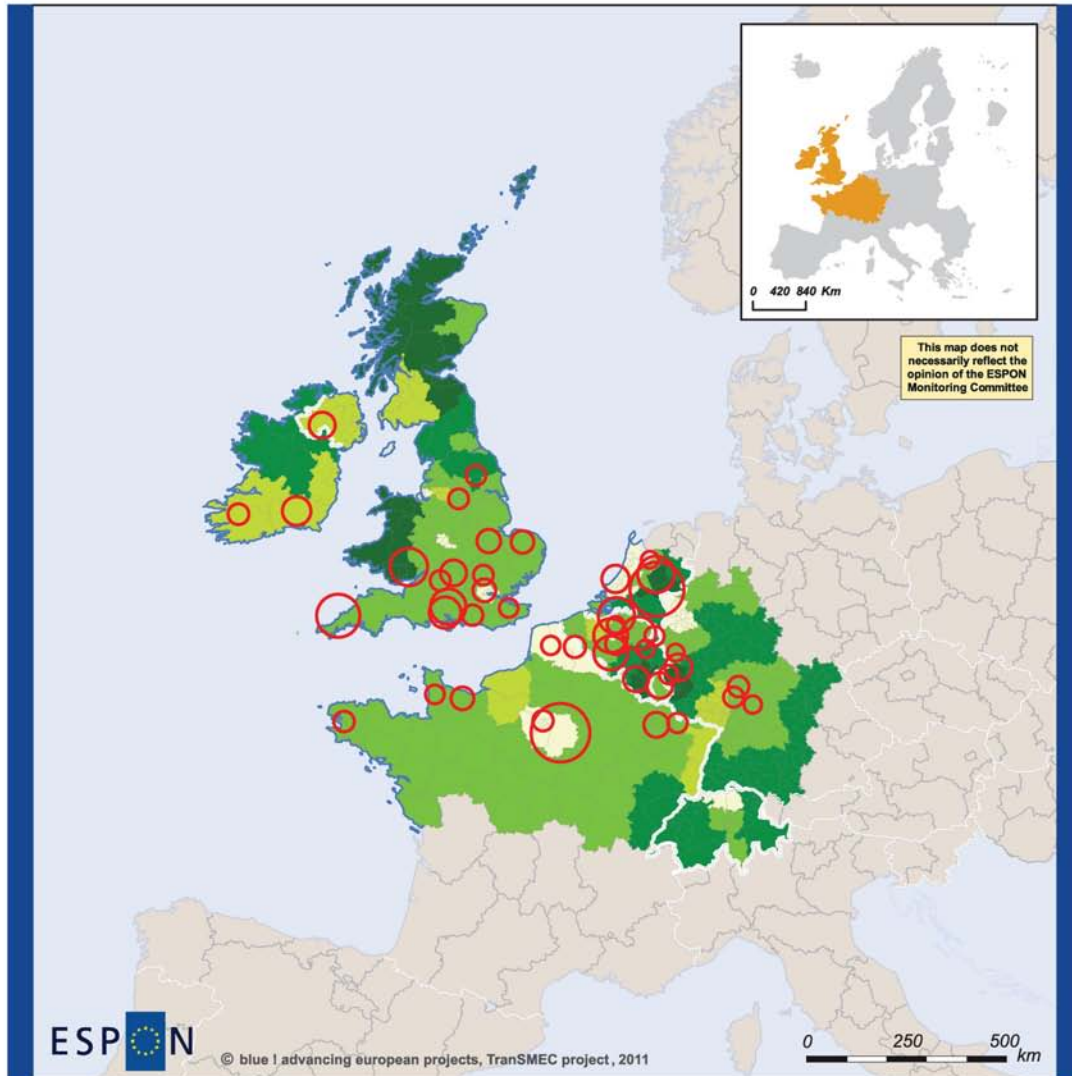 0 420 840 Km
This map does not
necessarily reflect the
opinion of the ESPON
Monitoring Committee
ESPON
© blue ! advancing european projects, TranSMEC project, 2011
0 250 500
km